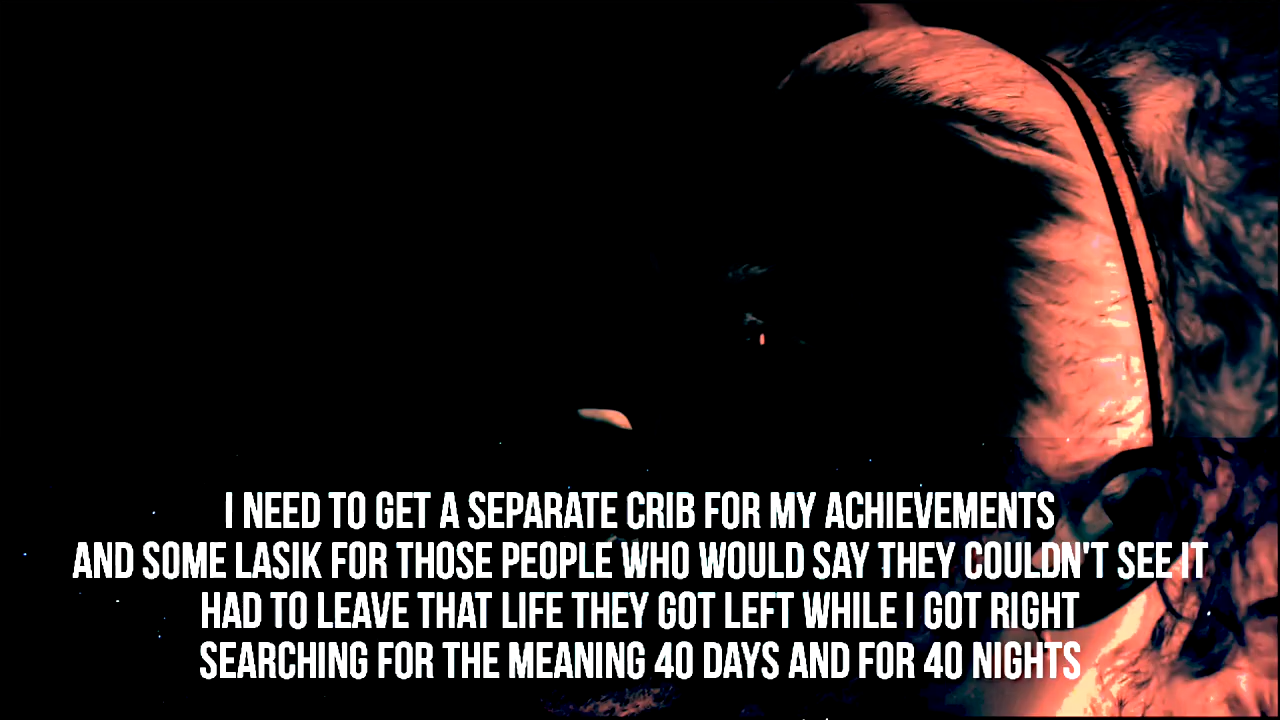 I NEED TO GET A SEPARATE CRIB FOR MY ACHIEVEMENTS
AND SOME LASIK FOR THOSE PEOPLE WHO WOULD SAY THEY COULDN'T SEE IT
HAD TO LEAVE THAT LIFE THEY GOT LEFT WHILE I GOT RIGHT
SEARCHING FOR THE MEANING 40 DAYS AND FOR 40 NIGHTS